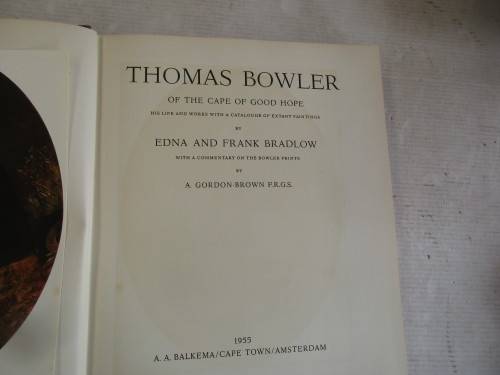 THOMAS BOWLER
OF THE CAPE OF GOOD HOPE
HIS LIFE AND WORKS WITH A CATALOGUE OF EXTANT PAINTINGS
BY
EDNA AND FRANK BRADLOW
WITH A COMMENTARY ON THE BOWLER PRINTS
BY
A. GORDON-BROWN F.R.G.S.
1955
A. A. BALKEMA/CAPE TOWN/AMSTERDAM